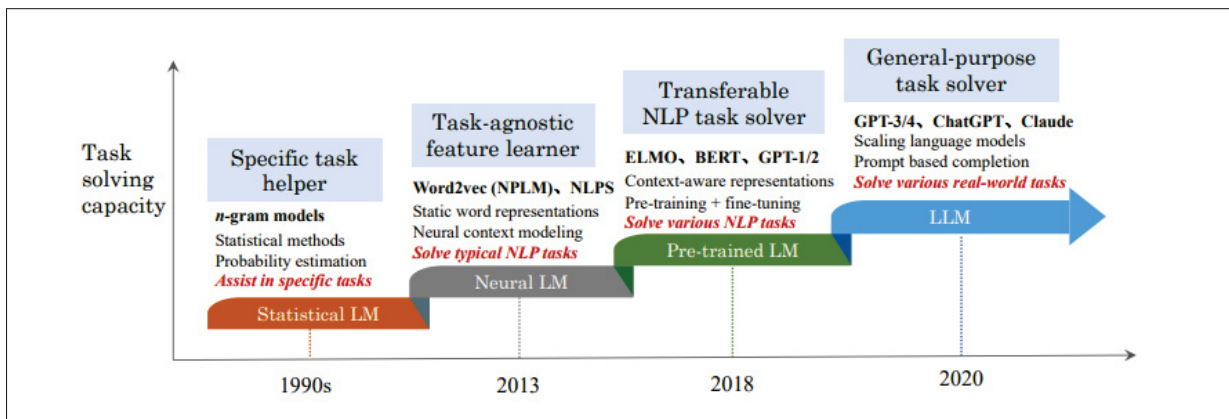 Task
solving
capacity
Specific task
helper
n-gram models
Statistical methods
Probability estimation
Assist in specific tasks
Statistical LM
1990s
Task-agnostic
feature learner
Word2vec (NPLM)、NLPS
Static word representations
Neural context modeling
Solve typical NLP tasks
Neural LM
2013
Transferable
NLP task solver
ELMO、BERT、GPT-1/2
Context-aware representations
Pre-training + fine-tuning
Solve various NLP tasks
Pre-trained LM
2018
General-purpose
task solver
GPT-3/4、ChatGPT、Claude
Scaling language models
Prompt based completion
Solve various real-world tasks
LLM
2020